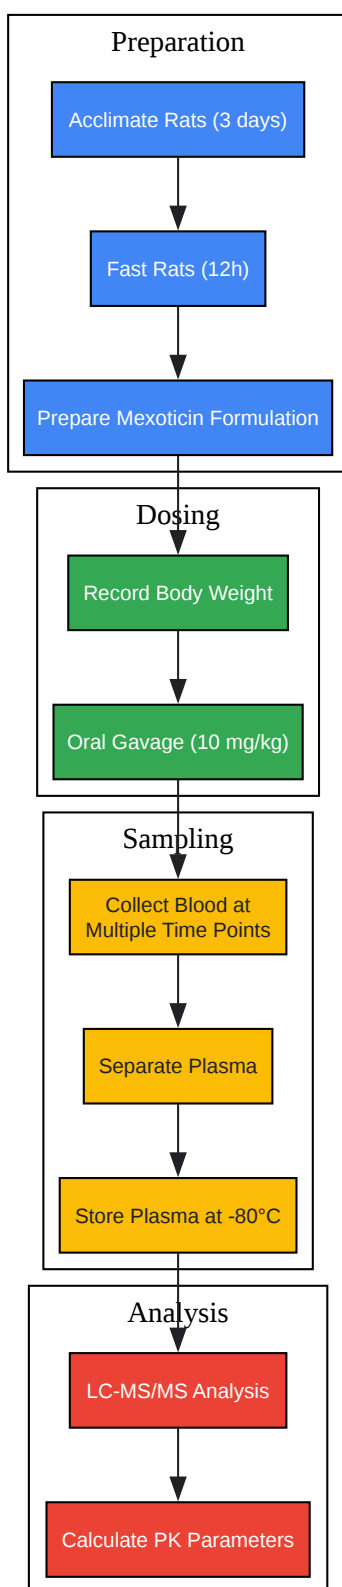 Preparation
Acclimate Rats (3 days)
Fast Rats (12h)
Prepare Mexoticin Formulation
Dosing
Record Body Weight
Oral Gavage (10 mg/kg)
Sampling
Collect Blood at
Multiple Time Points
Separate Plasma
Store Plasma at -80°C
Analysis
LC-MS/MS Analysis
Calculate PK Parameters